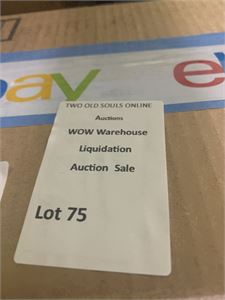 bay e
TWO OLD SOULS ONLINE
Auctions
WOW Warehouse
Liquidation
Auction Sale
Lot 75